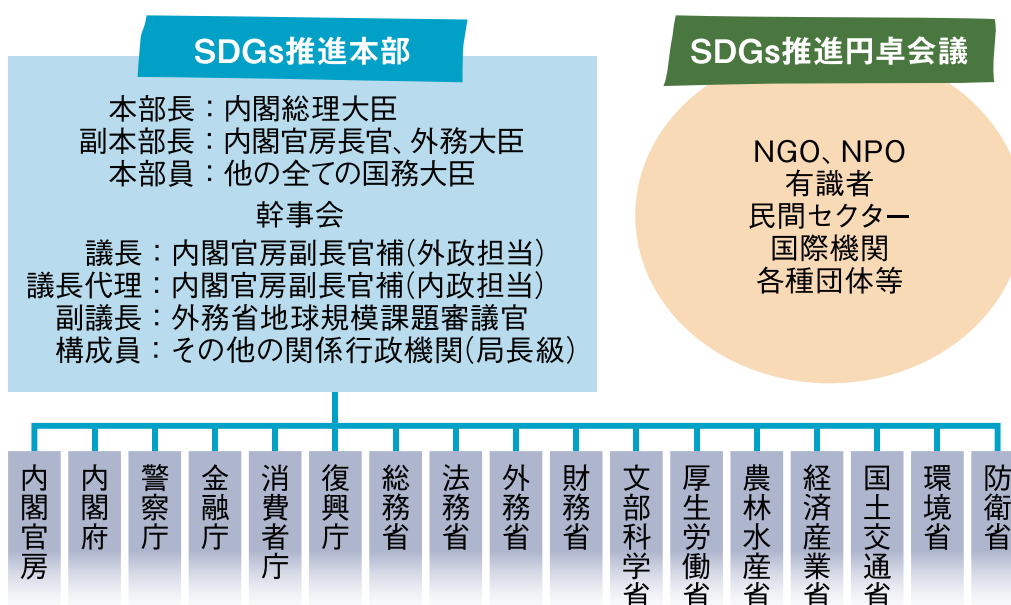 SDGs推進本部
本部長：内閣総理大臣
副本部長：内閣官房長官、外務大臣
本部員：他の全ての国務大臣
幹事会
議長：内閣官房副長官補(外政担当)
議長代理：内閣官房副長官補(内政担当)
副議長：外務省地球規模課題審議官
構成員：その他の関係行政機関(局長級)
SDGs推進円卓会議
NGO、NPO
有識者
民間セクター
国際機関
各種団体等
内閣官房
内閣府
警察庁
金融庁
消費者庁
復興庁
総務省
法務省
外務省
財務省
文部科学省
厚生労働省
農林水産省
経済産業省
国土交通省
環境省
防衛省